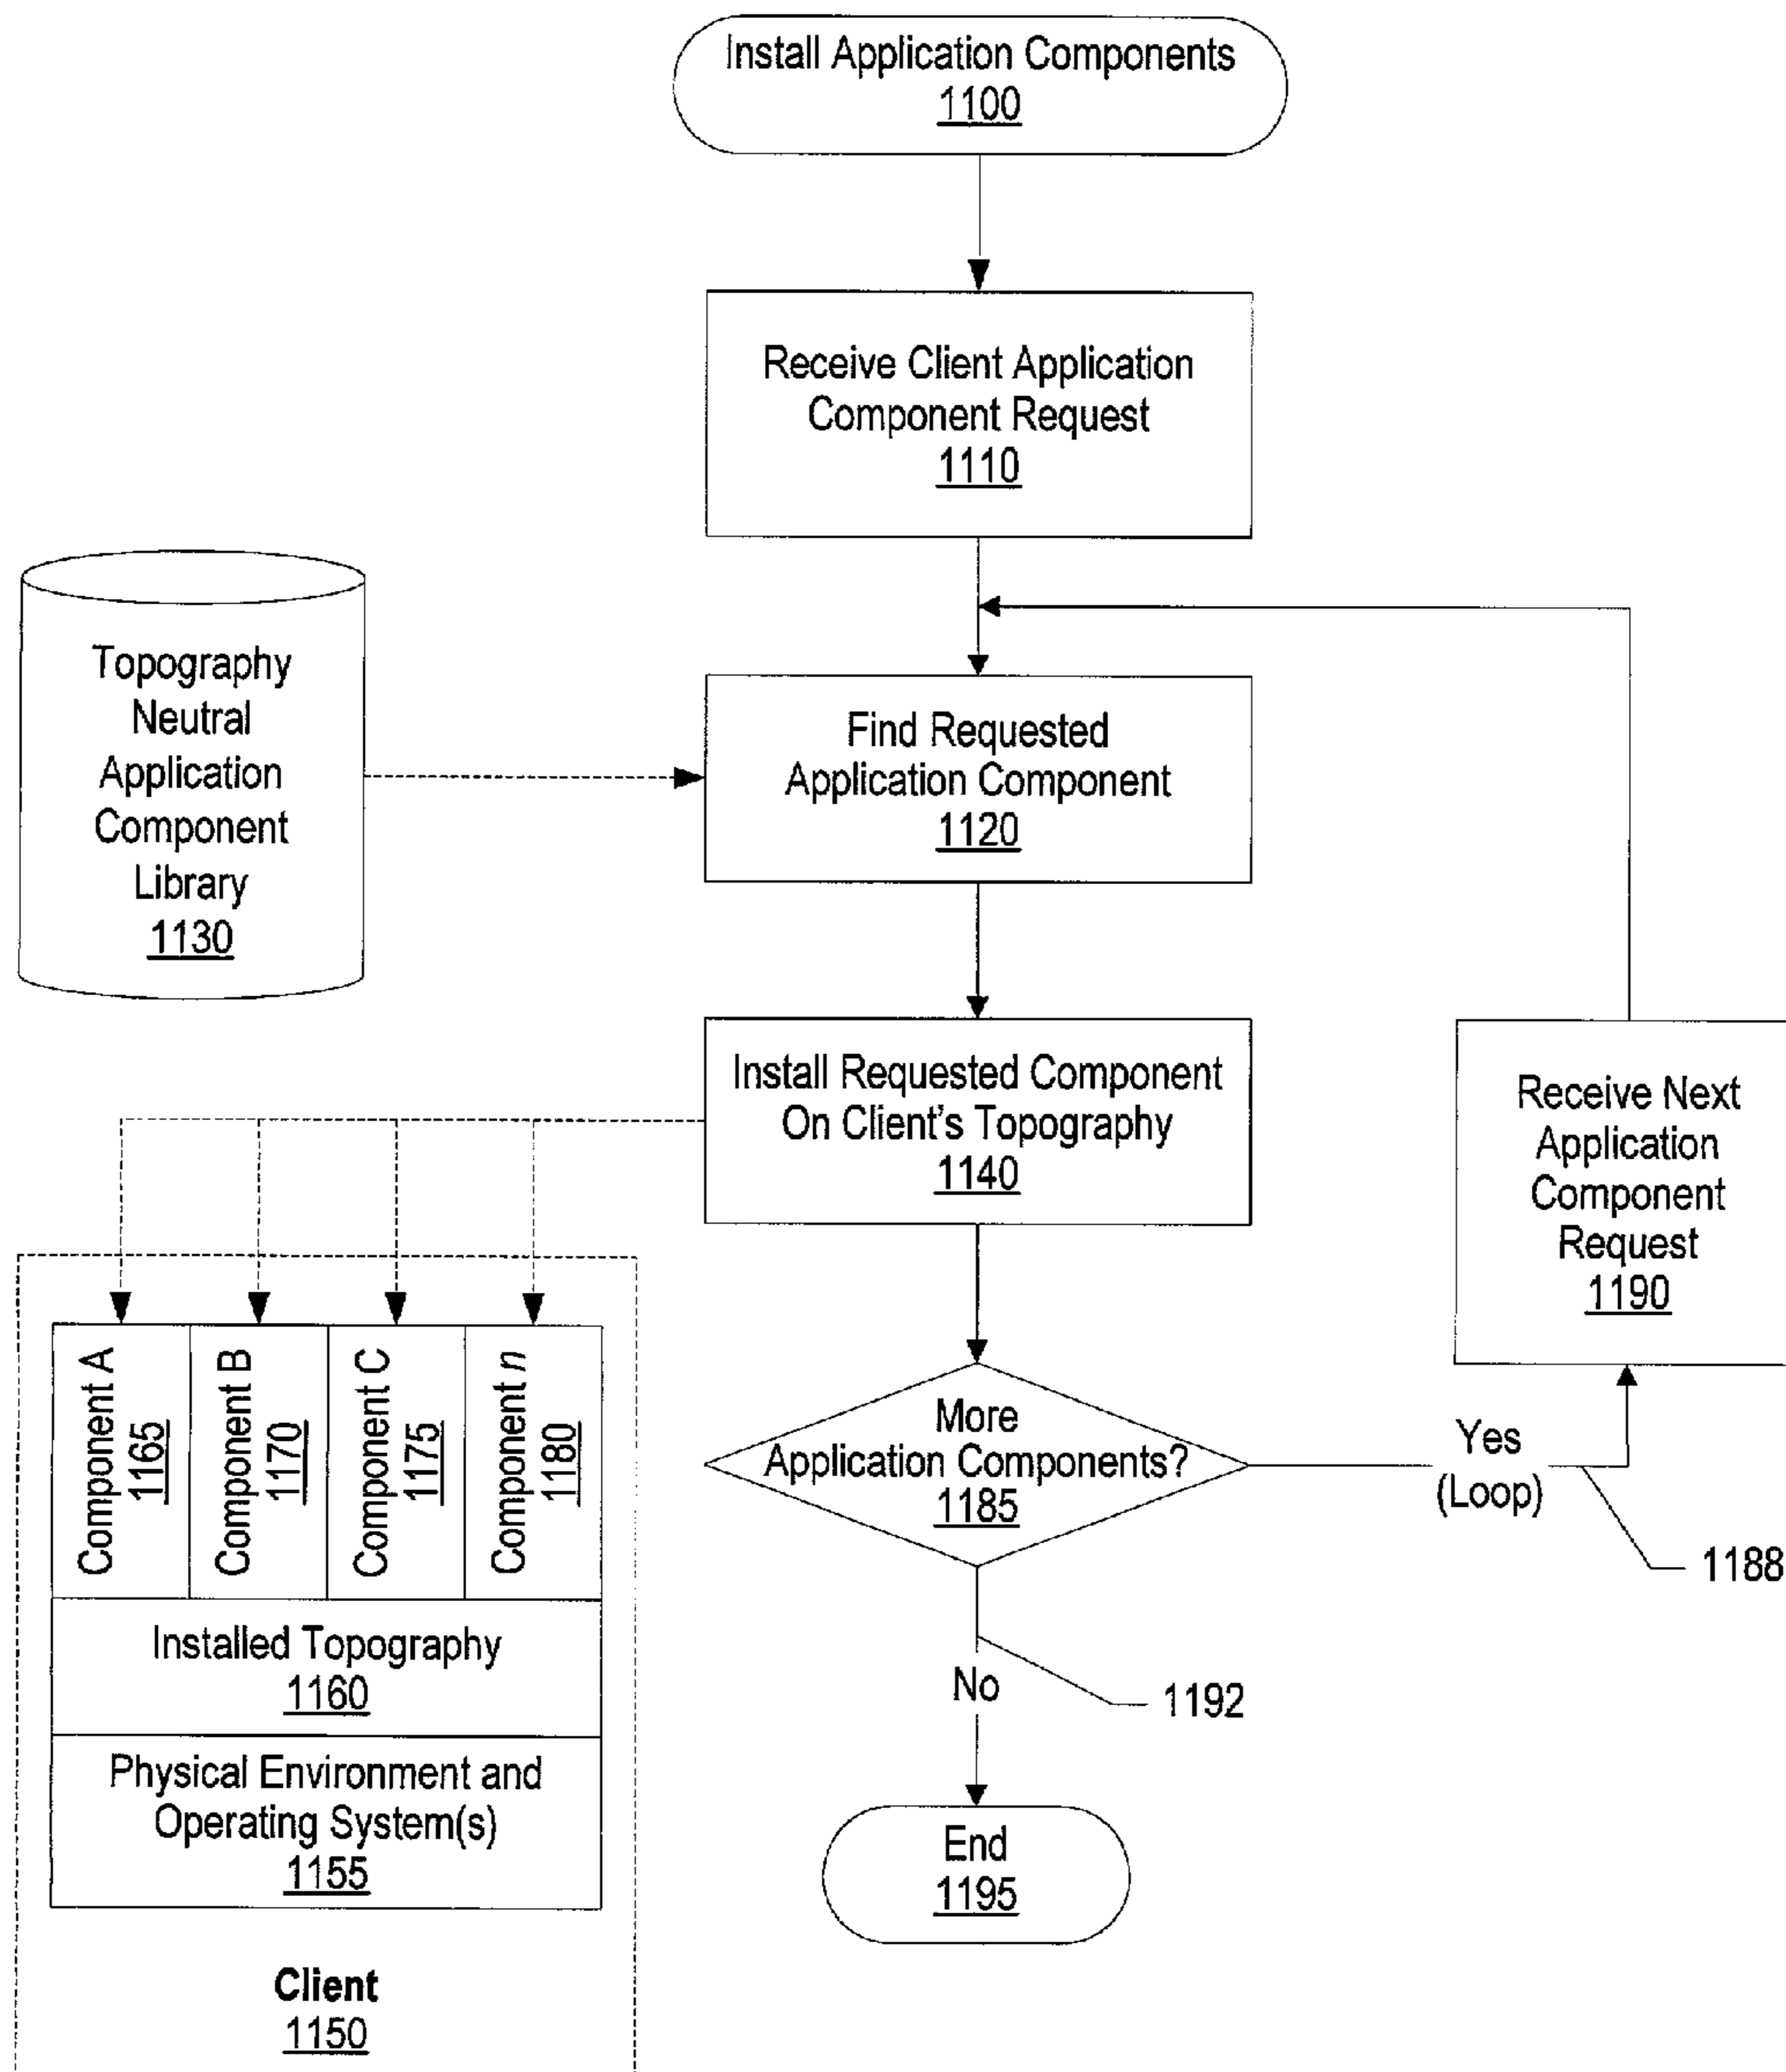 Install Application Components
1100
Receive Client Application
Component Request
1110
Topography
Neutral
Application
Component
Library
1130
Find Requested
Application Component
1120
Install Requested Component
On Client's Topography
1140
Receive Next
Application
Component
Request
1190
Component A
1165
Component B
1170
Component C
1175
Component n
1180
More
Application Components?
1185
Yes
(Loop)
1188
Installed Topography
1160
No
1192
Physical Environment and
Operating System(s)
1155
End
1195
Client
1150